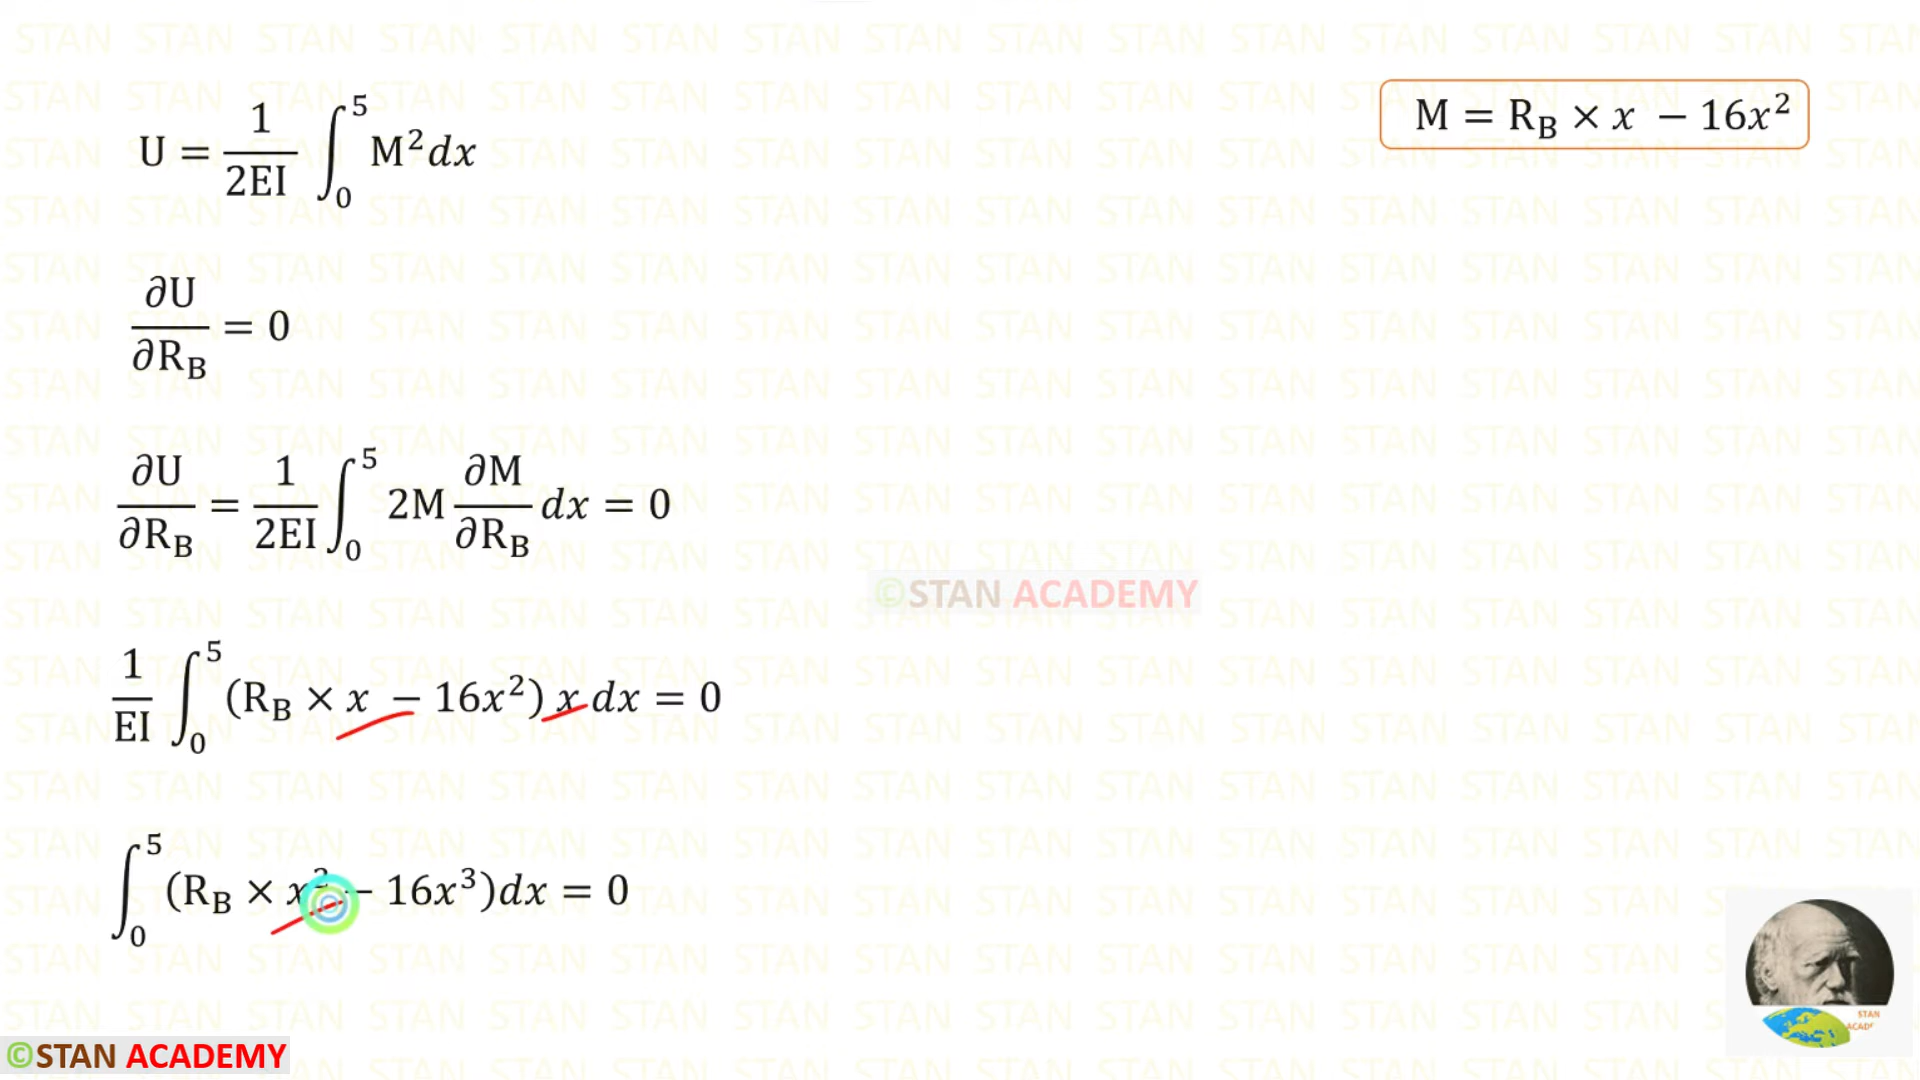 M = R_B × x − 16x²
U = 1/2EI ∫₀⁵ M²dx
∂U/∂R_B = 0
∂U/∂R_B = 1/2EI ∫₀⁵ 2M ∂M/∂R_B dx = 0
1/EI ∫₀⁵ (R_B × x − 16x²) x dx = 0
∫₀⁵ (R_B × x² − 16x³)dx = 0
©STAN ACADEMY
STAN
©STAN ACADEMY